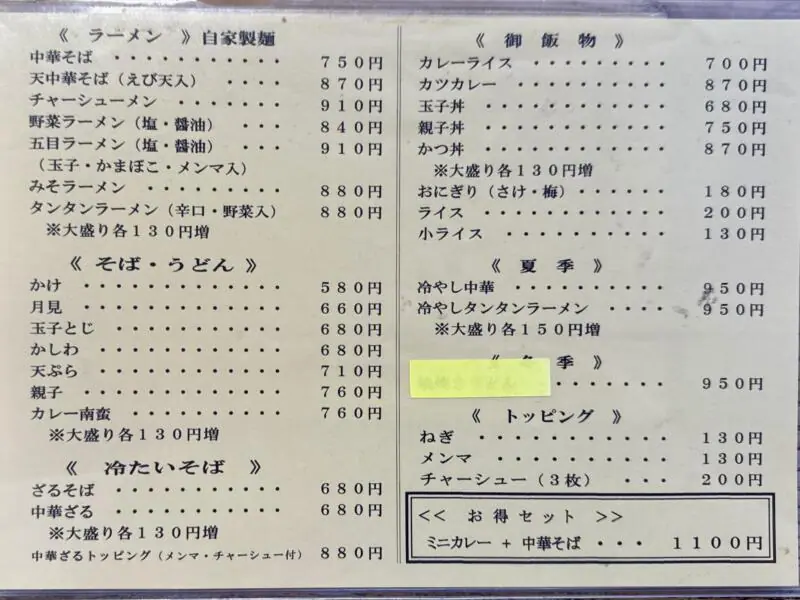 《 ラーメン 》自家製麺
中華そば ・・・・・・・・・・・ 750円
天中華そば（えび天入） ・・・・ 870円
チャーシューメン ・・・・・・・ 910円
野菜ラーメン（塩・醤油） ・・・ 840円
五目ラーメン（塩・醤油） ・・・ 910円
（玉子・かまぼこ・メンマ入）
みそラーメン ・・・・・・・・・ 880円
タンタンラーメン（辛口・野菜入） 880円
※大盛り各130円増
《 そば・うどん 》
かけ ・・・・・・・・・・・・・ 580円
月見 ・・・・・・・・・・・・・ 660円
玉子とじ ・・・・・・・・・・・ 680円
かしわ ・・・・・・・・・・・・ 680円
天ぷら ・・・・・・・・・・・・ 710円
親子 ・・・・・・・・・・・・・ 760円
カレー南蛮 ・・・・・・・・・・ 760円
※大盛り各130円増
《 冷たいそば 》
ざるそば ・・・・・・・・・・・ 680円
中華ざる ・・・・・・・・・・・ 680円
※大盛り各130円増
中華ざるトッピング（メンマ・チャーシュー付） 880円
《 御飯物 》
カレーライス ・・・・・・・・・ 700円
カツカレー ・・・・・・・・・・ 870円
玉子丼 ・・・・・・・・・・・・ 680円
親子丼 ・・・・・・・・・・・・ 750円
かつ丼 ・・・・・・・・・・・・ 870円
※大盛り各130円増
おにぎり（さけ・梅）・・・・・・ 180円
ライス ・・・・・・・・・・・・ 200円
小ライス ・・・・・・・・・・・ 130円
《 夏季 》
冷やし中華 ・・・・・・・・・・ 950円
冷やしタンタンラーメン ・・・・ 950円
※大盛り各150円増
《 冬季 》
・・・・・・・ 950円
《 トッピング 》
ねぎ ・・・・・・・・・・・・ 130円
メンマ ・・・・・・・・・・・ 130円
チャーシュー（3枚） ・・・ 200円
<< お得セット >>
ミニカレー + 中華そば ・・・ 1100円